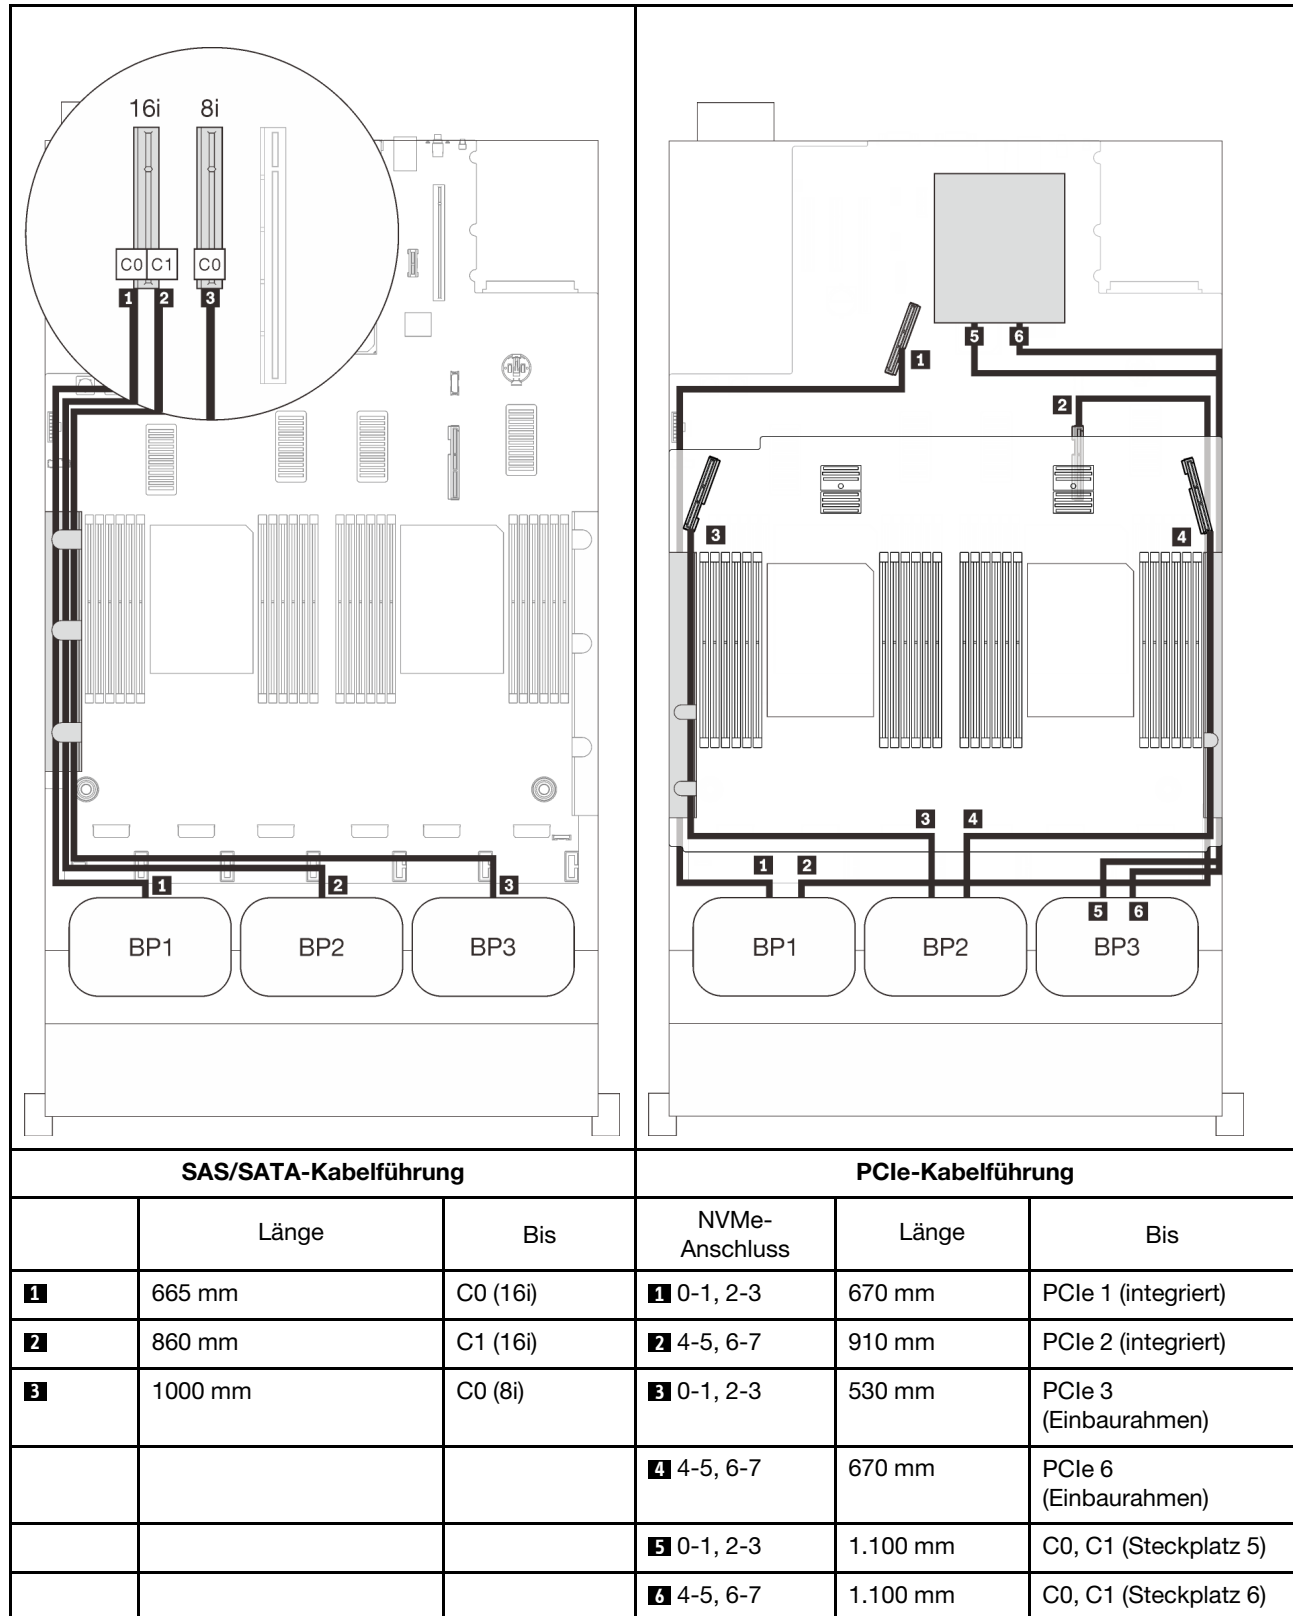 16i 8i
C0 C1 C0
1 2 3
1 2 3
BP1 BP2 BP3
5 6
1
2
3 4
3 4
1 2
5 6
BP1 BP2 BP3
SAS/SATA-Kabelführung PCIe-Kabelführung
Länge Bis NVMe-
Anschluss Länge Bis
1 665 mm C0 (16i) 1 0-1, 2-3 670 mm PCIe 1 (integriert)
2 860 mm C1 (16i) 2 4-5, 6-7 910 mm PCIe 2 (integriert)
3 1000 mm C0 (8i) 3 0-1, 2-3 530 mm PCIe 3
(Einbaurahmen)
4 4-5, 6-7 670 mm PCIe 6
(Einbaurahmen)
5 0-1, 2-3 1.100 mm C0, C1 (Steckplatz 5)
6 4-5, 6-7 1.100 mm C0, C1 (Steckplatz 6)